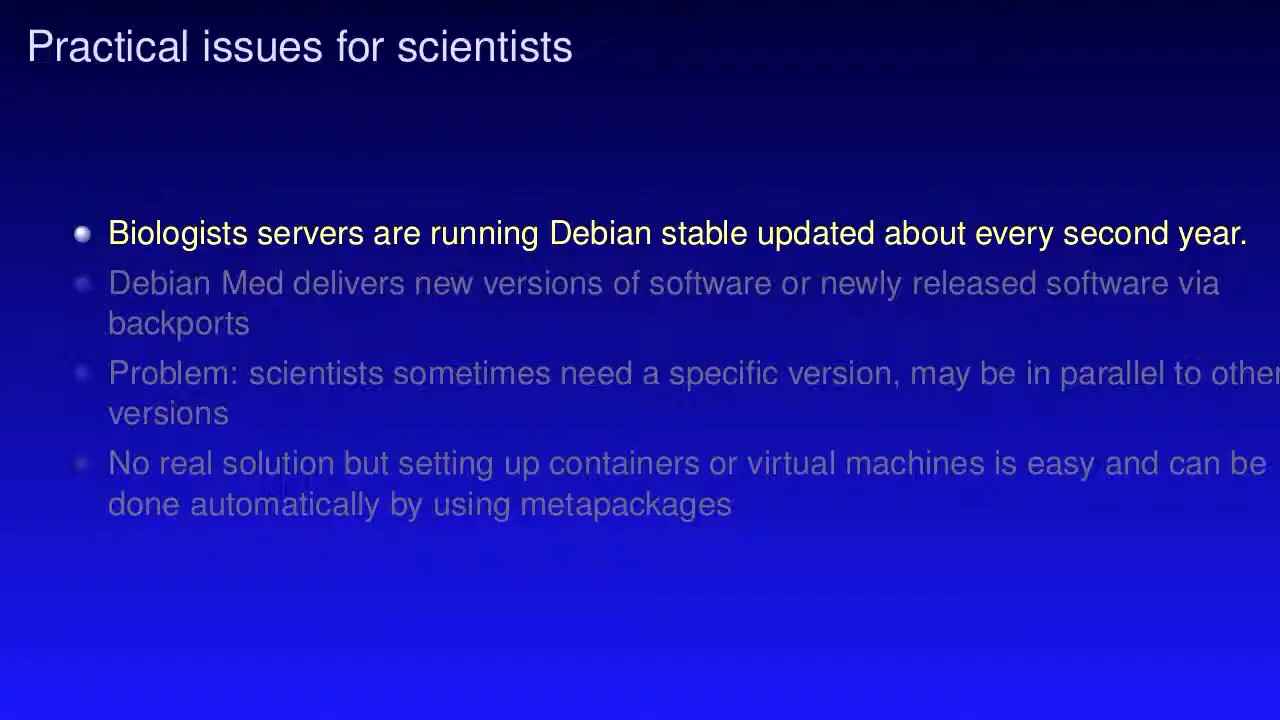 Practical issues for scientists
Biologists servers are running Debian stable updated about every second year.
Debian Med delivers new versions of software or newly released software via
backports
Problem: scientists sometimes need a specific version, may be in parallel to other
versions
No real solution but setting up containers or virtual machines is easy and can be
done automatically by using metapackages